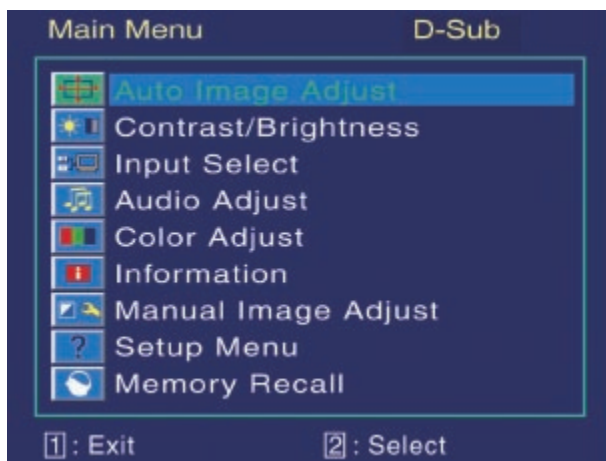 Main Menu D-Sub
Auto Image Adjust
Contrast/Brightness
Input Select
Audio Adjust
Color Adjust
Information
Manual Image Adjust
? Setup Menu
Memory Recall
1: Exit 2: Select